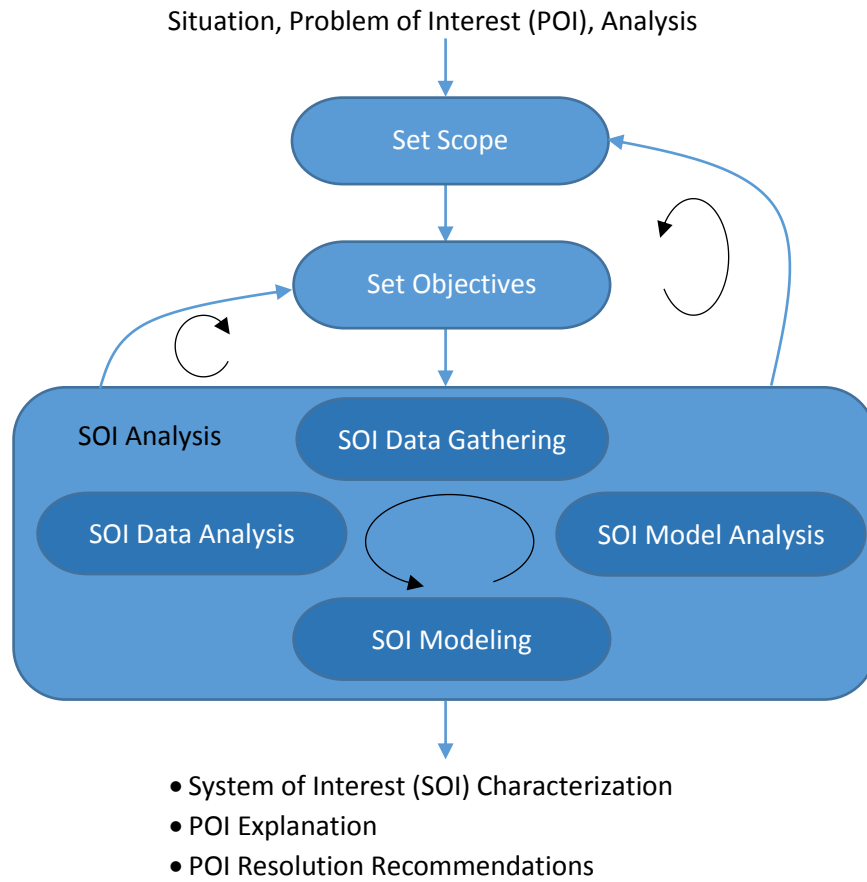 Situation, Problem of Interest (POI), Analysis
Set Scope
Set Objectives
SOI Analysis
SOI Data Gathering
SOI Data Analysis
SOI Model Analysis
SOI Modeling
• System of Interest (SOI) Characterization
• POI Explanation
• POI Resolution Recommendations